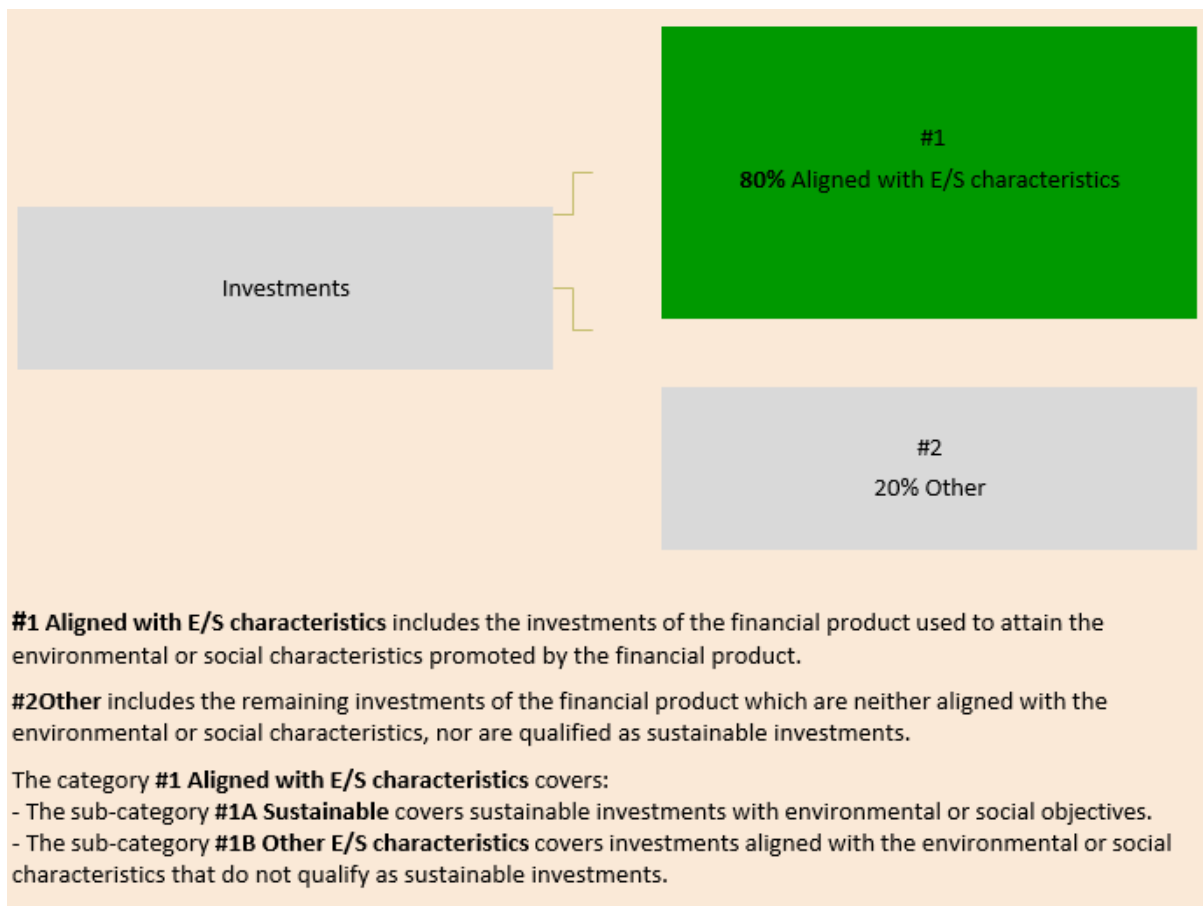 #1
80% Aligned with E/S characteristics
Investments
#2
20% Other
#1 Aligned with E/S characteristics includes the investments of the financial product used to attain the
environmental or social characteristics promoted by the financial product.
#2Other includes the remaining investments of the financial product which are neither aligned with the
environmental or social characteristics, nor are qualified as sustainable investments.
The category #1 Aligned with E/S characteristics covers:
- The sub-category #1A Sustainable covers sustainable investments with environmental or social objectives.
- The sub-category #1B Other E/S characteristics covers investments aligned with the environmental or social
characteristics that do not qualify as sustainable investments.